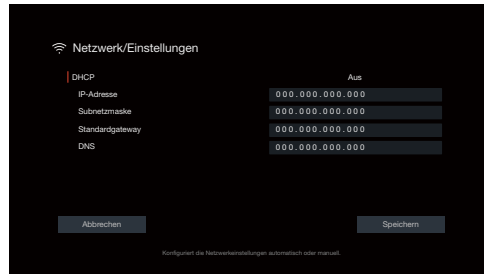 Netzwerk/Einstellungen
DHCP Aus
IP-Adresse 000.000.000.000
Subnetzmaske 000.000.000.000
Standardgateway 000.000.000.000
DNS 000.000.000.000
Abbrechen Speichern
Konfiguriert die Netzwerkeinstellungen automatisch oder manuell.